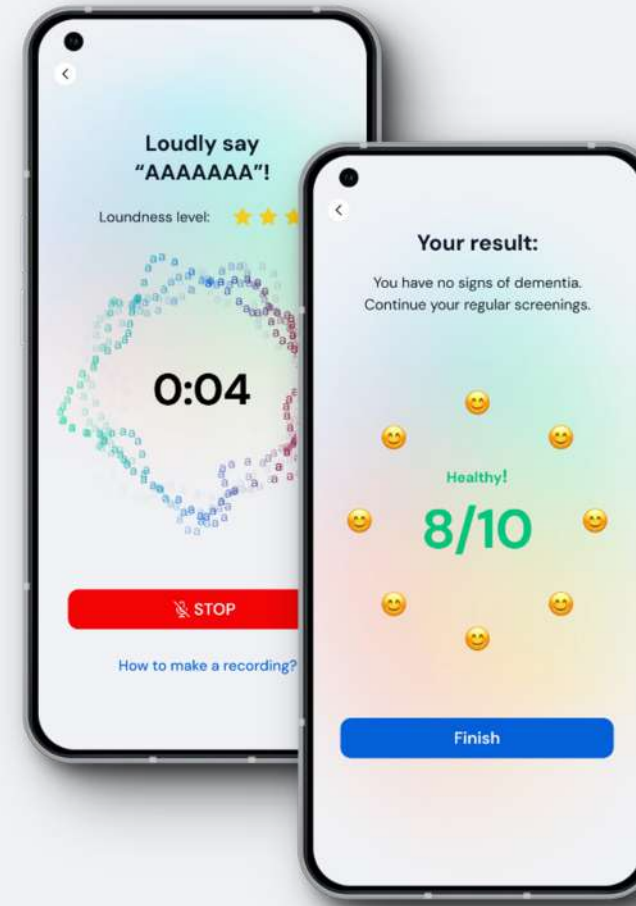 Loudly say
“AAAAAAA”!
Loundness level:
0:04
STOP
How to make a recording?
Your result:
You have no signs of dementia.
Continue your regular screenings.
Healthy!
8/10
Finish